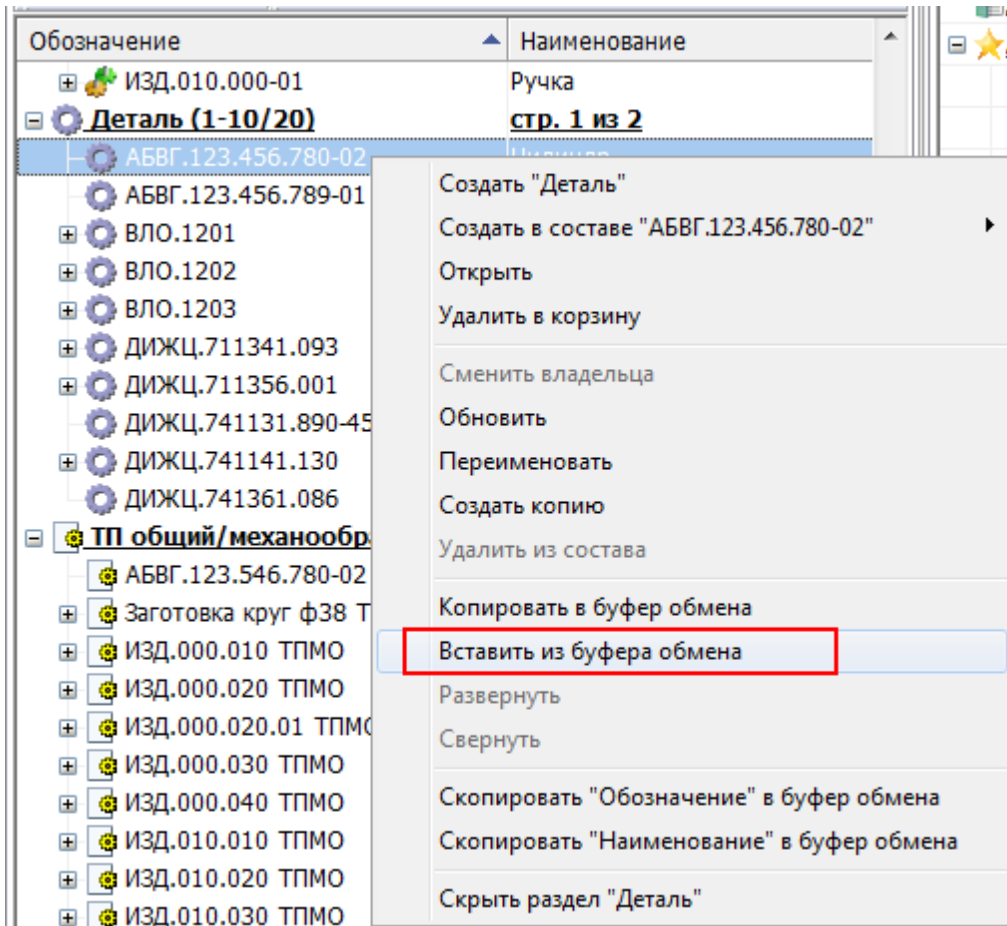 Обозначение Наименование
ИЗД.010.000-01 Ручка
Деталь (1-10/20) стр. 1 из 2
АБВГ.123.456.780-02 Цилиндр
АБВГ.123.456.789-01
ВЛО.1201
ВЛО.1202
ВЛО.1203
ДИЖЦ.711341.093
ДИЖЦ.711356.001
ДИЖЦ.741131.890-45
ДИЖЦ.741141.130
ДИЖЦ.741361.086
ТП общий/механообр
АБВГ.123.546.780-02
Заготовка круг ф38 Т
ИЗД.000.010 ТПМО
ИЗД.000.020 ТПМО
ИЗД.000.020.01 ТПМО
ИЗД.000.030 ТПМО
ИЗД.000.040 ТПМО
ИЗД.010.010 ТПМО
ИЗД.010.020 ТПМО
ИЗД.010.030 ТПМО
Создать "Деталь"
Создать в составе "АБВГ.123.456.780-02"
Открыть
Удалить в корзину
Сменить владельца
Обновить
Переименовать
Создать копию
Удалить из состава
Копировать в буфер обмена
Вставить из буфера обмена
Развернуть
Свернуть
Скопировать "Обозначение" в буфер обмена
Скопировать "Наименование" в буфер обмена
Скрыть раздел "Деталь"